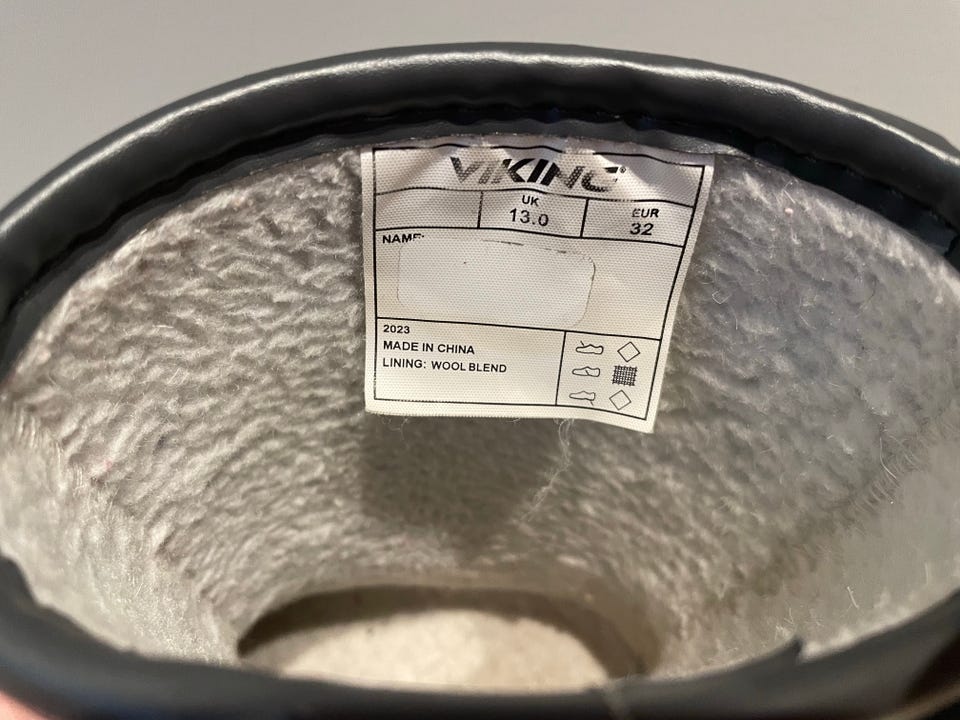 VIKING
UK
13.0
EUR
32
NAME:
2023
MADE IN CHINA
LINING: WOOL BLEND